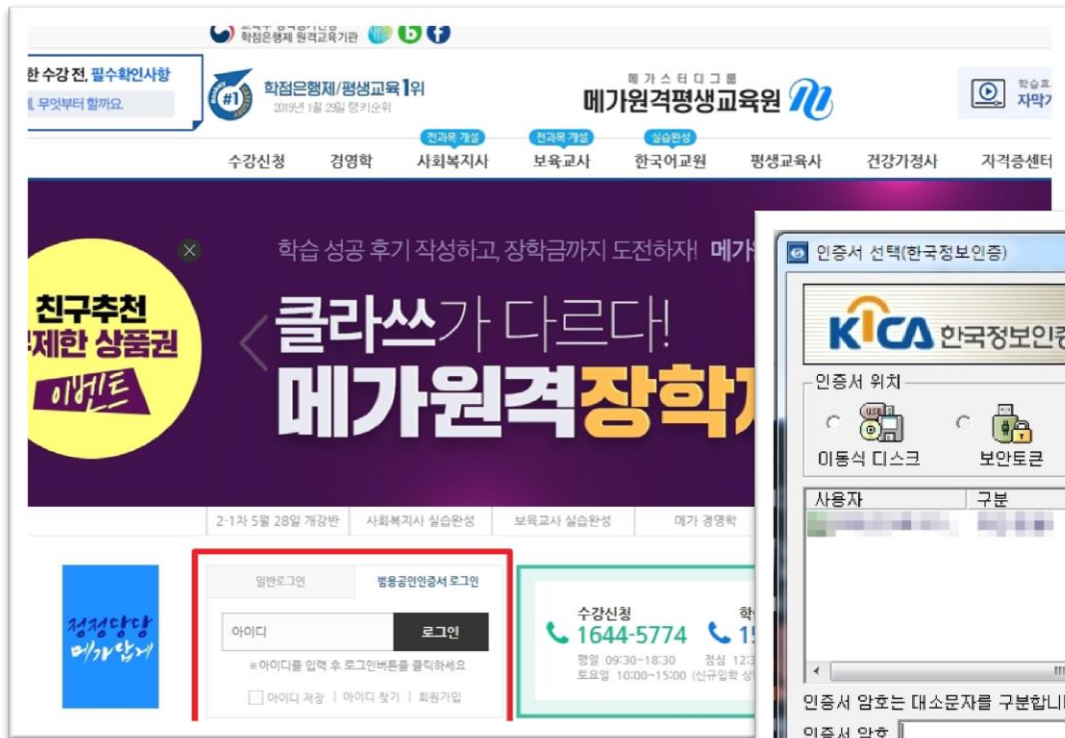 학점은행제 원격교육기관
한 수강 전, 필수확인사항
무엇부터 할까요.
#1
학점은행제/평생교육 1위
2019년 1월 29일 랭키순위
메가스터디그룹
메가원격평생교육원
전과목 개설
전과목 개설
실습완성
수강신청 경영학 사회복지사 보육교사 한국어교원 평생교육사 건강가정사 자격증센터
친구추천
제한 상품권
이벤트
학습 성공 후기 작성하고, 장학금까지 도전하자!
클라쓰가 다르다!
메가원격장학
2-1차 5월 28일 개강반 사회복지사 실습완성 보육교사 실습완성 메가 경영학
정정당당
메가답게
일반로그인 범용공인인증서 로그인
아이디 로그인
※아이디를 입력 후 로그인버튼을 클릭하세요
아이디 저장 | 아이디 찾기 | 회원가입
수강신청
1644-5774
평일 09:30~18:30 점심
토요일 10:00~15:00 (신규입학
인증서 선택(한국정보인증)
KICA 한국정보인증
인증서 위치
이동식 디스크 보안토큰
사용자 구분
인증서 암호는 대소문자를 구분합니
인증서 암호